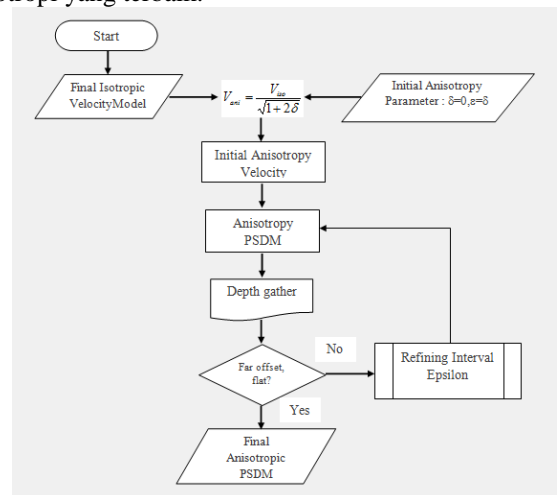 Start
Final Isotropic
VelocityModel
V_ani = V_iso / √1+2δ
Initial Anisotropy
Parameter : δ=0,ε=δ
Initial Anisotropy
Velocity
Anisotropy
PSDM
Depth gather
Far offset,
flat?
No
Refining Interval
Epsilon
Yes
Final
Anisotropic
PSDM